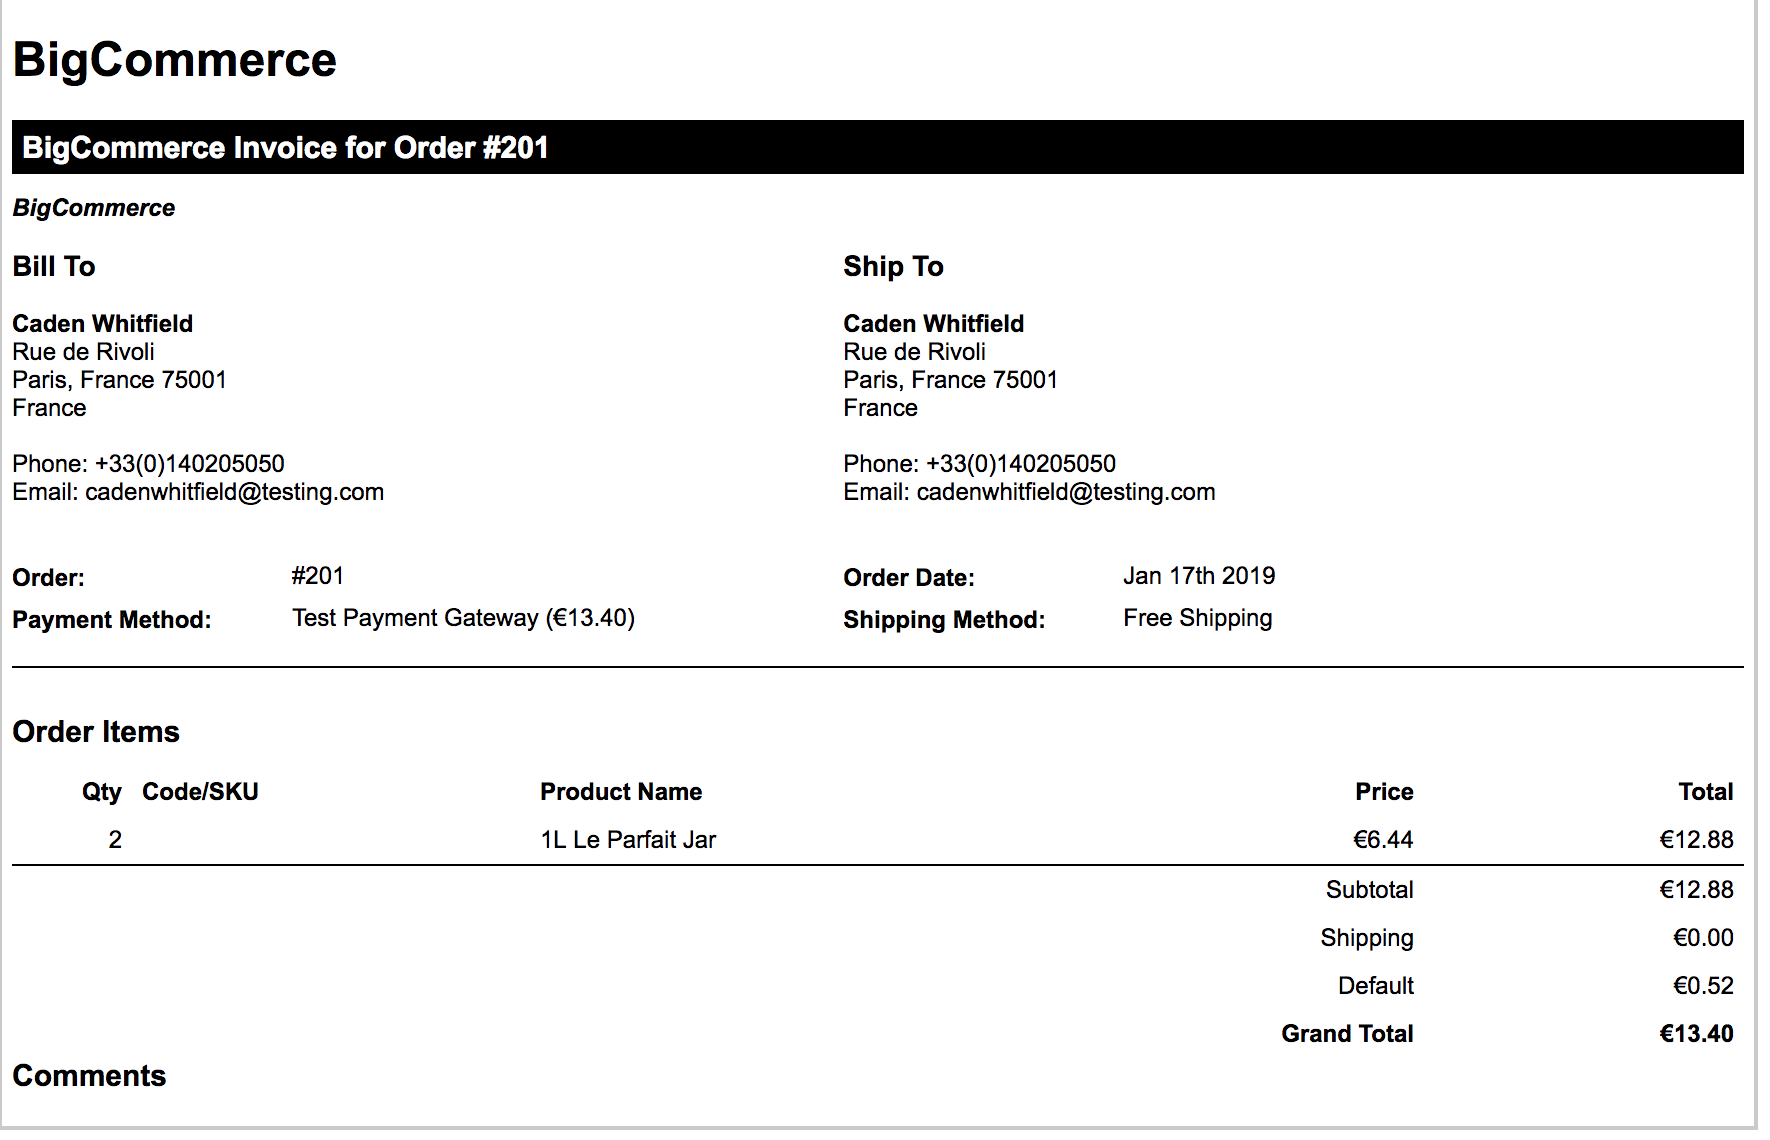 BigCommerce
BigCommerce Invoice for Order #201
BigCommerce
Bill To
Caden Whitfield
Rue de Rivoli
Paris, France 75001
France
Phone: +33(0)140205050
Email: cadenwhitfield@testing.com
Ship To
Caden Whitfield
Rue de Rivoli
Paris, France 75001
France
Phone: +33(0)140205050
Email: cadenwhitfield@testing.com
Order: #201
Payment Method: Test Payment Gateway (€13.40)
Order Date: Jan 17th 2019
Shipping Method: Free Shipping
Order Items
Qty Code/SKU Product Name Price Total
2 1L Le Parfait Jar €6.44 €12.88
Subtotal €12.88
Shipping €0.00
Default €0.52
Grand Total €13.40
Comments